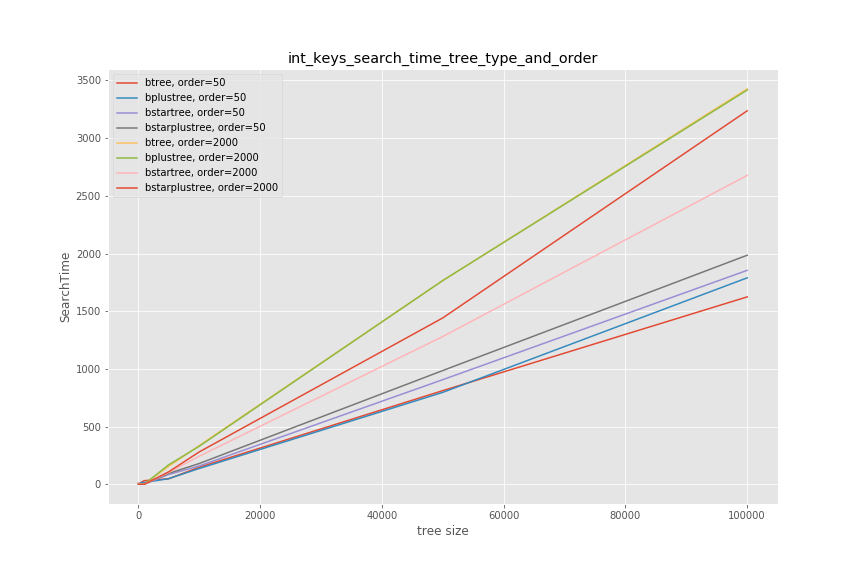 int_keys_search_time_tree_type_and_order
3500
3000
2500
2000
1500
1000
500
0
SearchTime
btree, order=50
bplustree, order=50
bstartree, order=50
bstarplustree, order=50
btree, order=2000
bplustree, order=2000
bstartree, order=2000
bstarplustree, order=2000
0 20000 40000 60000 80000 100000
tree size